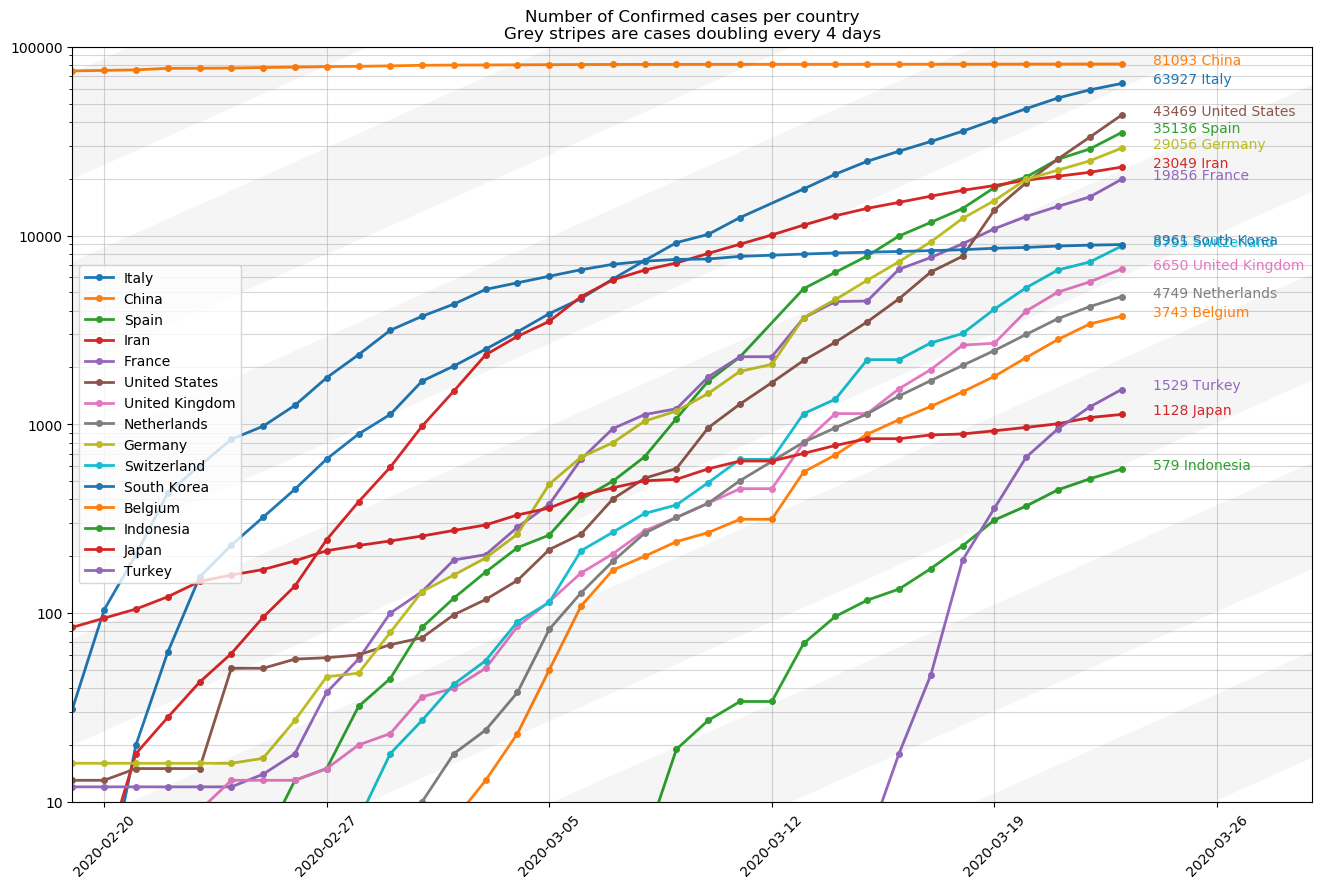 Number of Confirmed cases per country
Grey stripes are cases doubling every 4 days
100000
10000
1000
100
10
81093 China
63927 Italy
43469 United States
35136 Spain
29056 Germany
23049 Iran
19856 France
8961 South Korea
Switzerland
6650 United Kingdom
4749 Netherlands
3743 Belgium
1529 Turkey
1128 Japan
579 Indonesia
Italy
China
Spain
Iran
France
United States
United Kingdom
Netherlands
Germany
Switzerland
South Korea
Belgium
Indonesia
Japan
Turkey
2020-02-20
2020-02-27
2020-03-05
2020-03-12
2020-03-19
2020-03-26